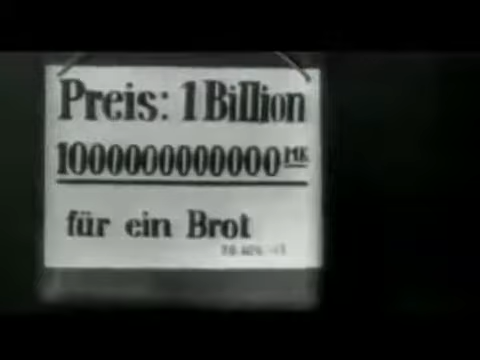 Preis: 1 Billion
1000000000000 MK
für ein Brot